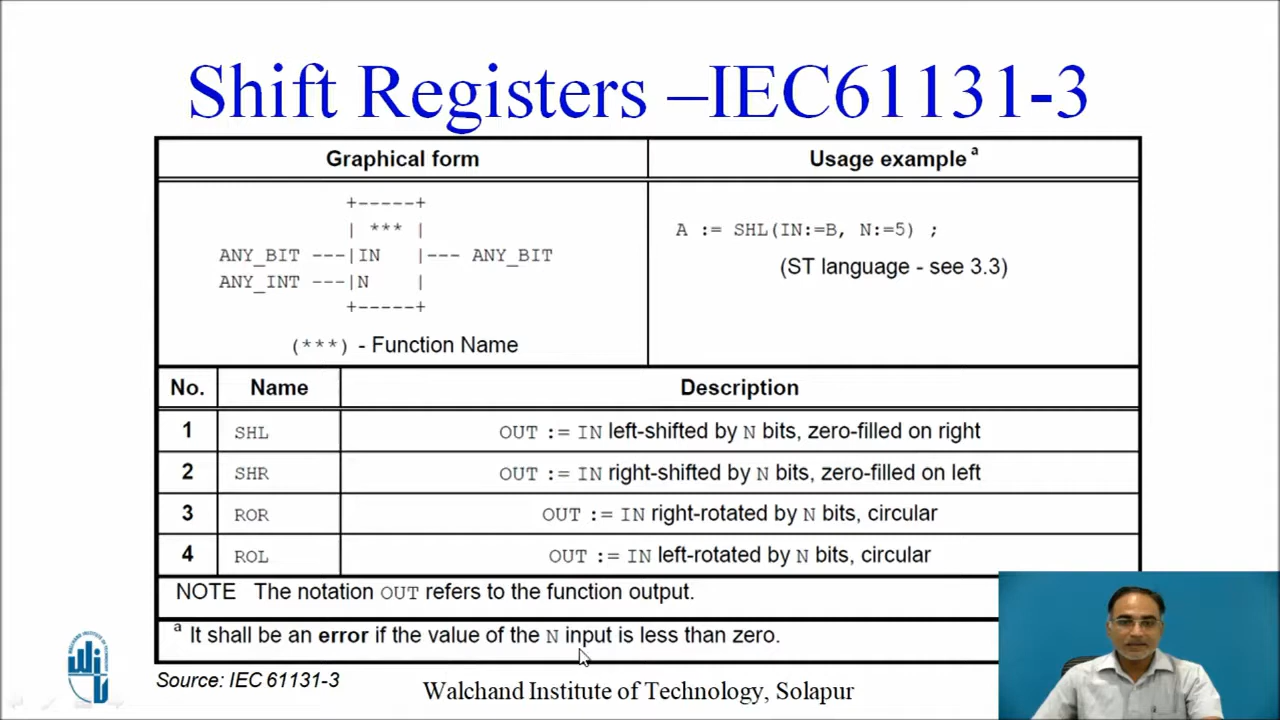 Shift Registers –IEC61131-3
Graphical form
Usage example a
+-----+
| *** |
ANY_BIT ---|IN |--- ANY_BIT
ANY_INT ---|N |
+-----+
(***) - Function Name
A := SHL(IN:=B, N:=5) ;
(ST language - see 3.3)
No. Name Description
1 SHL OUT := IN left-shifted by N bits, zero-filled on right
2 SHR OUT := IN right-shifted by N bits, zero-filled on left
3 ROR OUT := IN right-rotated by N bits, circular
4 ROL OUT := IN left-rotated by N bits, circular
NOTE The notation OUT refers to the function output.
a It shall be an error if the value of the N input is less than zero.
Source: IEC 61131-3
Walchand Institute of Technology, Solapur